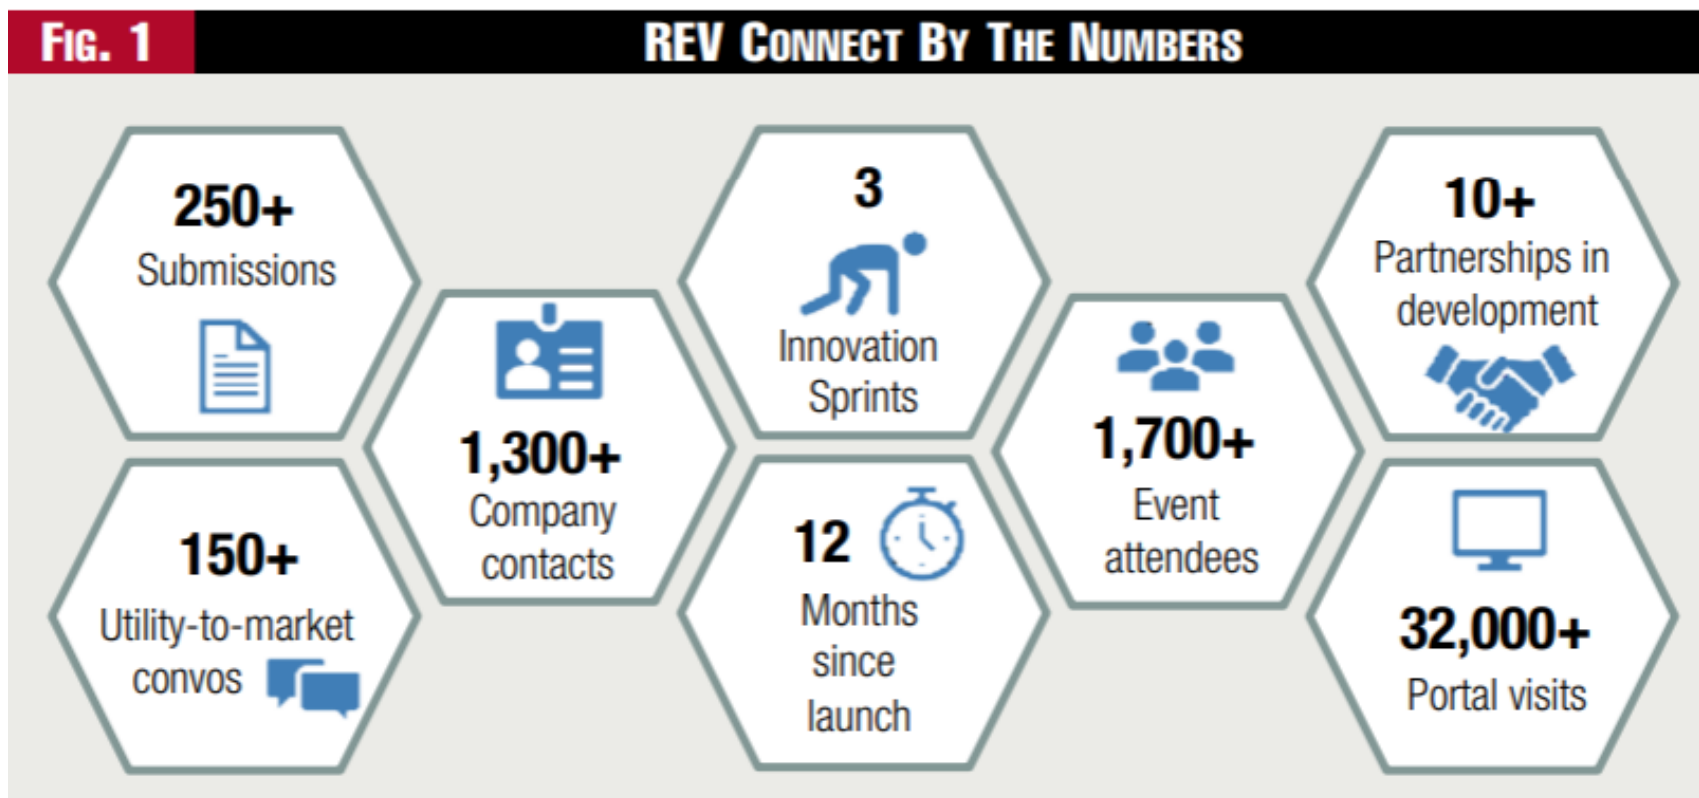 FIG. 1
REV CONNECT BY THE NUMBERS
250+
Submissions
150+
Utility-to-market
convos
1,300+
Company
contacts
3
Innovation
Sprints
12
Months
since
launch
1,700+
Event
attendees
10+
Partnerships in
development
32,000+
Portal visits